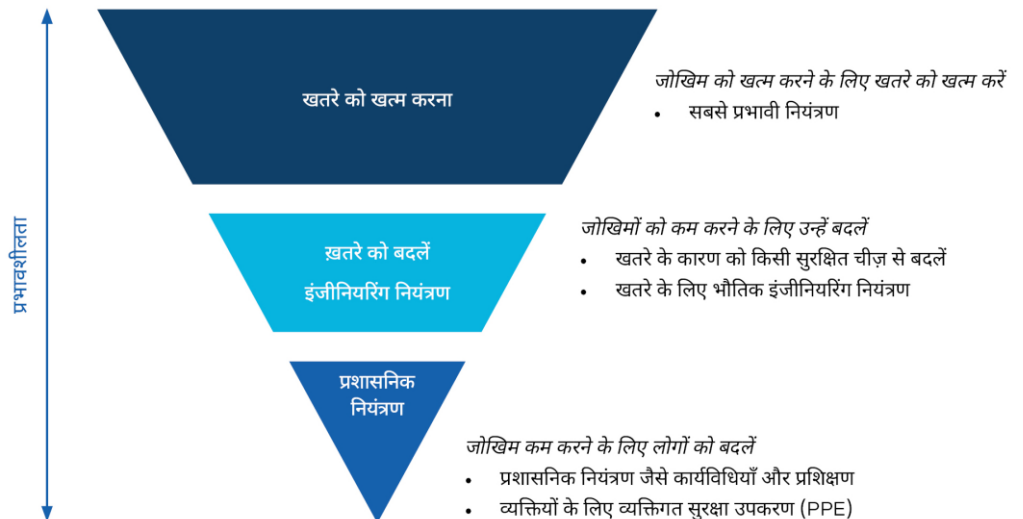 प्रभावशीलता
खतरे को खत्म करना
जोखिम को खत्म करने के लिए खतरे को खत्म करें
• सबसे प्रभावी नियंत्रण
ख़तरे को बदलें
इंजीनियरिंग नियंत्रण
जोखिमों को कम करने के लिए उन्हें बदलें
• खतरे के कारण को किसी सुरक्षित चीज़ से बदलें
• खतरे के लिए भौतिक इंजीनियरिंग नियंत्रण
प्रशासनिक
नियंत्रण
जोखिम कम करने के लिए लोगों को बदलें
• प्रशासनिक नियंत्रण जैसे कार्यविधियाँ और प्रशिक्षण
• व्यक्तियों के लिए व्यक्तिगत सुरक्षा उपकरण (PPE)